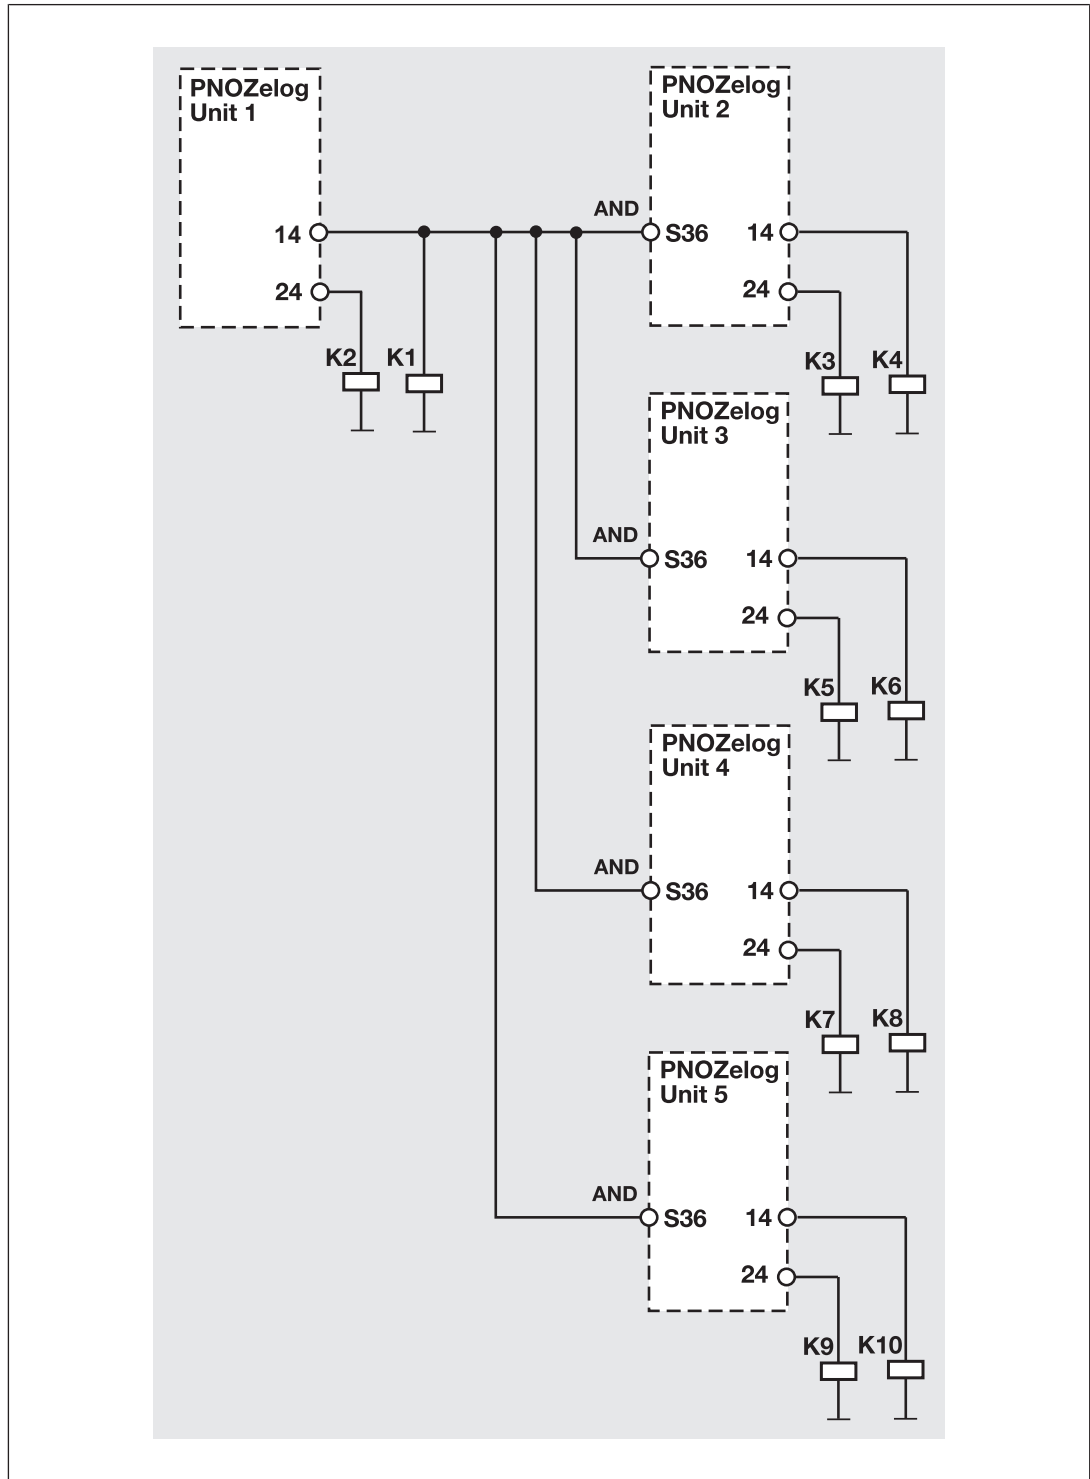 PNOZelog
Unit 1
14
24
K2 K1
PNOZelog
Unit 2
AND
S36 14
24
K3 K4
PNOZelog
Unit 3
AND
S36 14
24
K5 K6
PNOZelog
Unit 4
AND
S36 14
24
K7 K8
PNOZelog
Unit 5
AND
S36 14
24
K9 K10